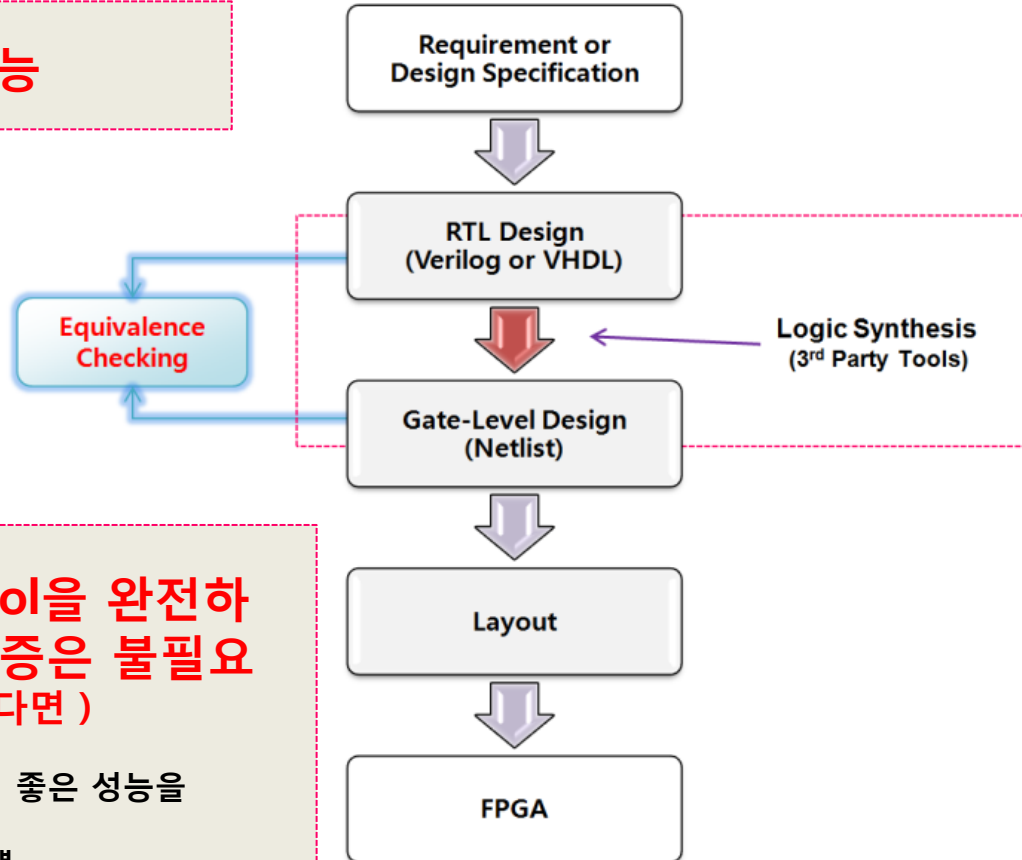 능
Requirement or
Design Specification
RTL Design
(Verilog or VHDL)
Equivalence
Checking
Logic Synthesis
(3rd Party Tools)
Gate-Level Design
(Netlist)
ol을 완전하
증은 불필요
다면 )
좋은 성능을
Layout
FPGA